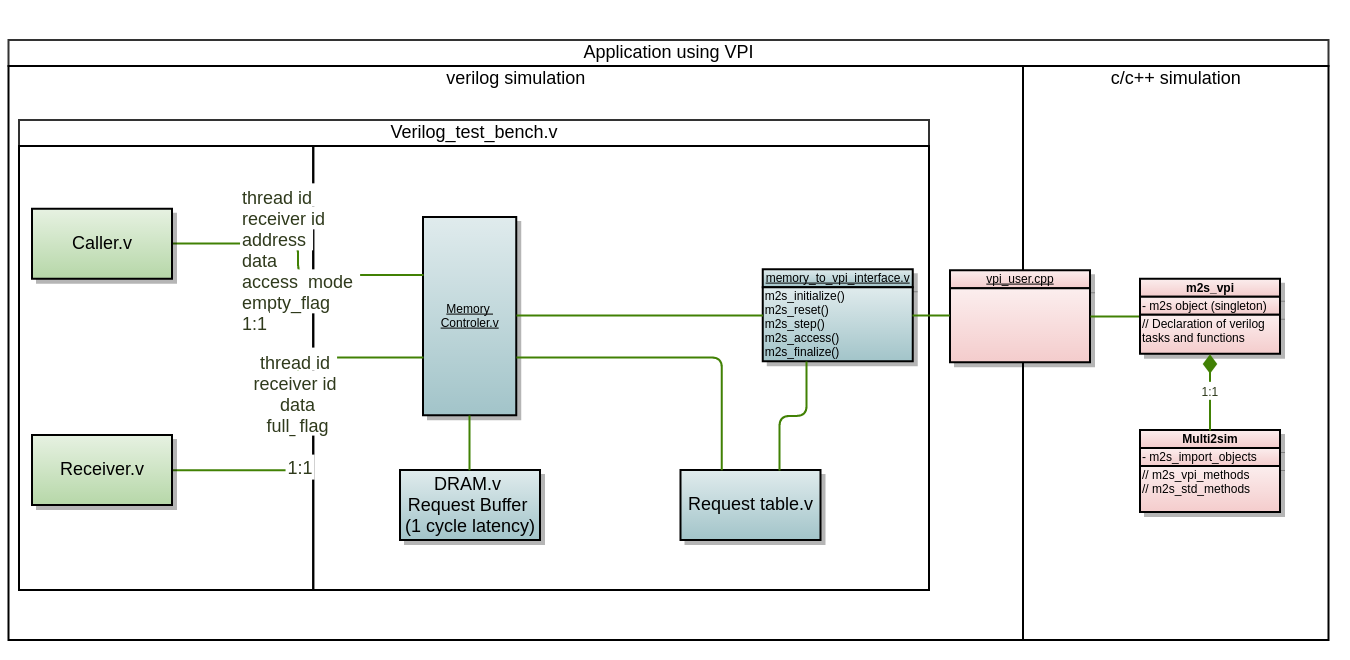 Application using VPI
verilog simulation
c/c++ simulation
Verilog_test_bench.v
Caller.v
thread id
receiver id
address
data
access mode
empty_flag
1:1
thread id
receiver id
data
full_flag
1:1
Receiver.v
Memory
Controler.v
DRAM.v
Request Buffer
(1 cycle latency)
Request table.v
memory_to_vpi_interface.v
m2s_initialize()
m2s_reset()
m2s_step()
m2s_access()
m2s_finalize()
vpi_user.cpp
m2s_vpi
- m2s object (singleton)
// Declaration of verilog
tasks and functions
1:1
Multi2sim
- m2s_import_objects
// m2s_vpi_methods
// m2s_std_methods